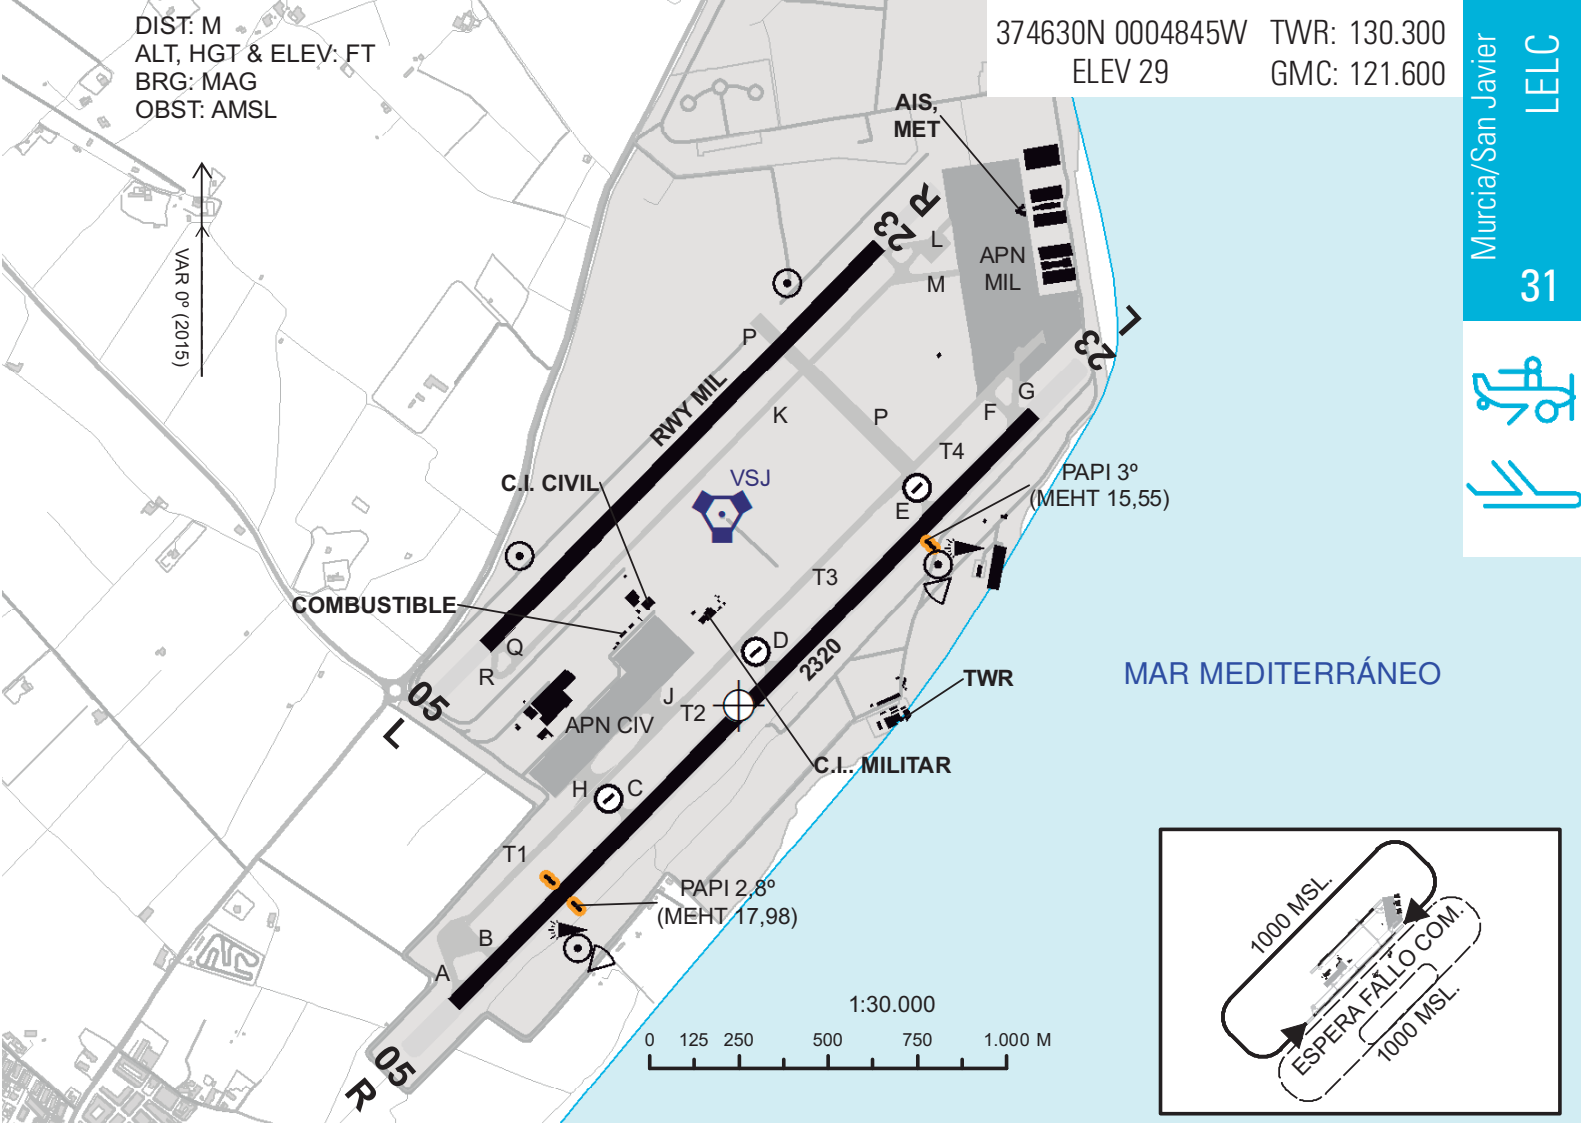 DIST: M
ALT, HGT & ELEV: FT
BRG: MAG
OBST: AMSL
VAR 0º (2015)
374630N 0004845W TWR: 130.300
ELEV 29 GMC: 121.600
Murcia/San Javier
LELC
31
AIS,
MET
23 R
L
APN
MIL
M
P
23 L
RWY MIL
K
P
G
F
T4
C.I. CIVIL
VSJ
PAPI 3º
(MEHT 15,55)
E
T3
COMBUSTIBLE
Q
R
D
2320
05 L
J
T2
APN CIV
TWR
MAR MEDITERRÁNEO
C.I.. MILITAR
H
C
T1
PAPI 2,8º
(MEHT 17,98)
B
A
05 R
1:30.000
0 125 250 500 750 1.000 M
1000 MSL.
ESPERA FALLO COM.
1000 MSL.